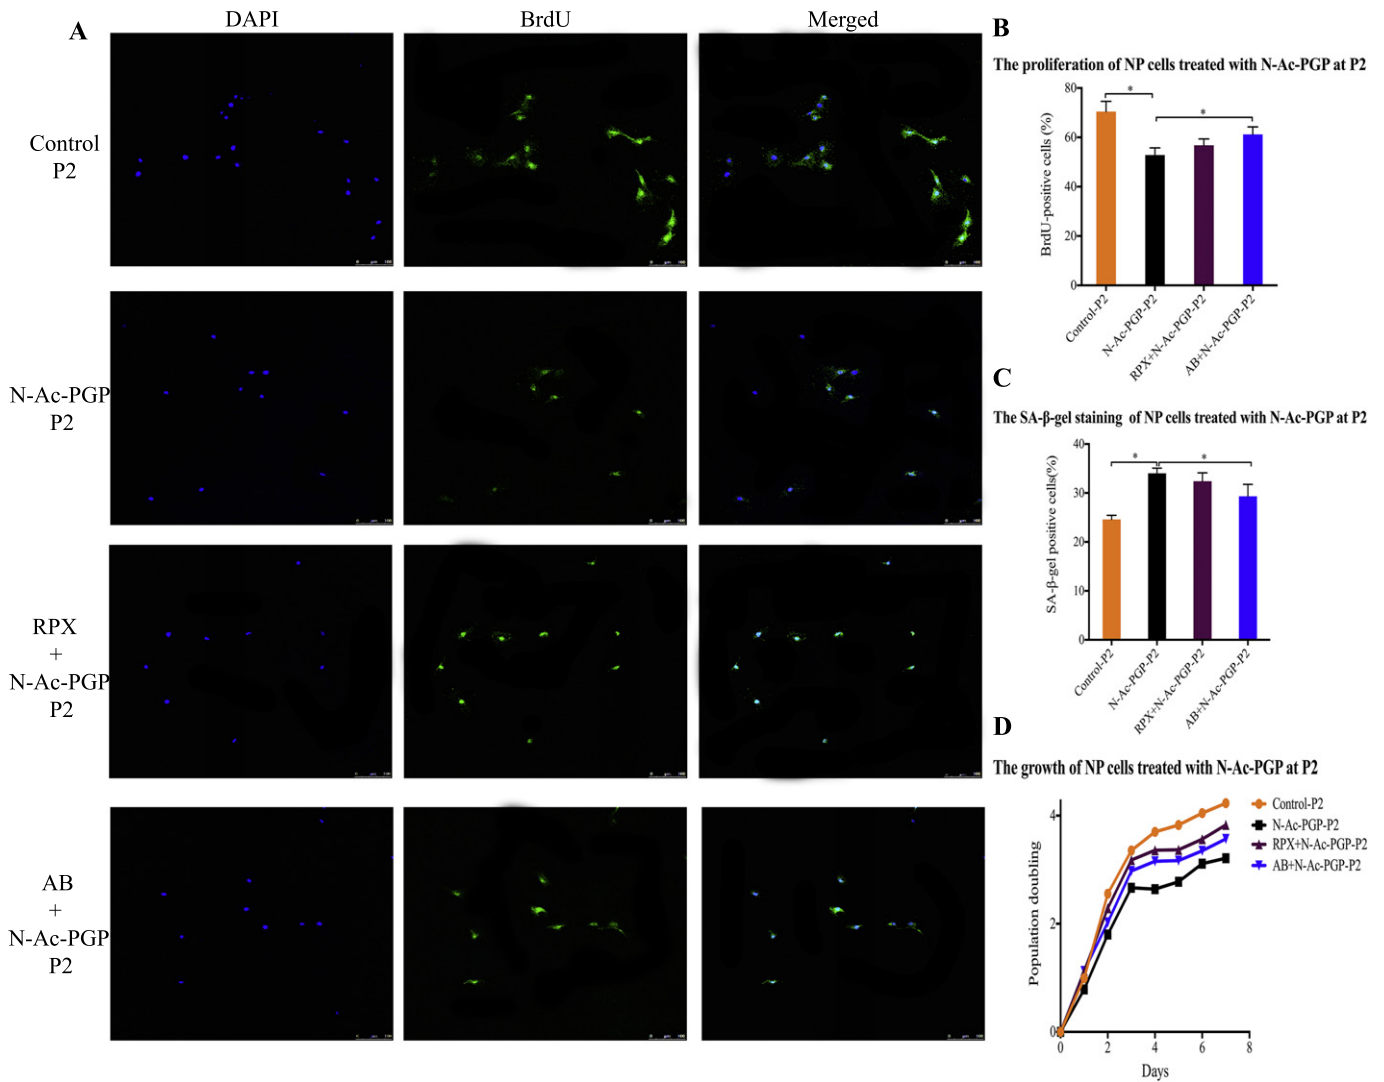 A
DAPI
BrdU
Merged
Control
P2
N-Ac-PGP
P2
RPX
+
N-Ac-PGP
P2
AB
+
N-Ac-PGP
P2
B
The proliferation of NP cells treated with N-Ac-PGP at P2
BrdU-positive cells (%)
80
60
40
20
0
*
*
Control-P2
N-Ac-PGP-P2
RPX+N-Ac-PGP-P2
AB+N-Ac-PGP-P2
C
The SA-β-gel staining of NP cells treated with N-Ac-PGP at P2
SA-β-gel positive cells(%)
40
30
20
10
0
*
*
Control-P2
N-Ac-PGP-P2
RPX+N-Ac-PGP-P2
AB+N-Ac-PGP-P2
D
The growth of NP cells treated with N-Ac-PGP at P2
Population doubling
4
2
0
0
2
4
6
8
Days
Control-P2
N-Ac-PGP-P2
RPX+N-Ac-PGP-P2
AB+N-Ac-PGP-P2